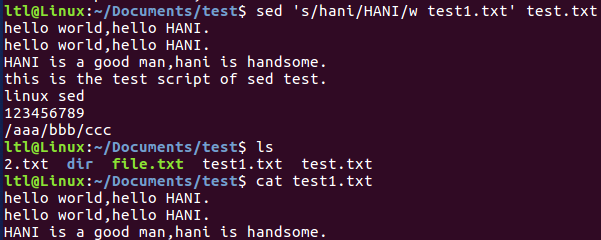 ltl@Linux:~/Documents/test$ sed 's/hani/HANI/w test1.txt' test.txt
hello world,hello HANI.
hello world,hello HANI.
HANI is a good man,hani is handsome.
this is the test script of sed test.
linux sed
123456789
/aaa/bbb/ccc
ltl@Linux:~/Documents/test$ ls
2.txt  dir  file.txt  test1.txt  test.txt
ltl@Linux:~/Documents/test$ cat test1.txt
hello world,hello HANI.
hello world,hello HANI.
HANI is a good man,hani is handsome.